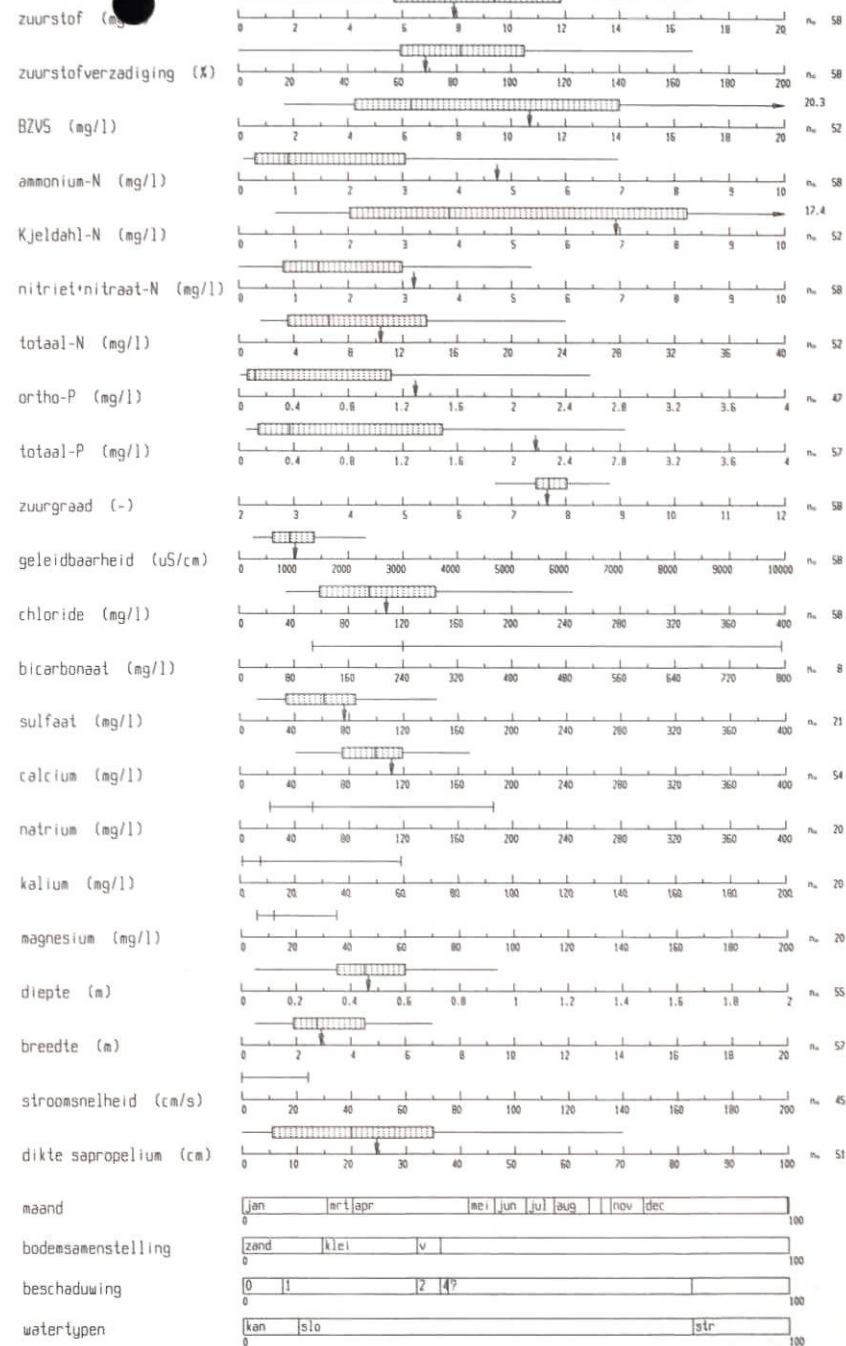 zuurstof (mg 0 2 4 6 8 10 12 14 16 18 20 n= 58
zuurstofverzadiging (%) 0 20 40 60 80 100 120 140 160 180 200 n= 58
20.3
BZV5 (mg/l) 0 2 4 6 8 10 12 14 16 18 20 n= 52
ammonium-N (mg/l) 0 1 2 3 4 5 6 7 8 9 10 n= 58
17.4
Kjeldahl-N (mg/l) 0 1 2 3 4 5 6 7 8 9 10 n= 52
nitriet+nitraat-N (mg/l) 0 1 2 3 4 5 6 7 8 9 10 n= 58
totaal-N (mg/l) 0 4 8 12 16 20 24 28 32 36 40 n= 52
ortho-P (mg/l) 0 0.4 0.8 1.2 1.6 2 2.4 2.8 3.2 3.6 4 n= 47
totaal-P (mg/l) 0 0.4 0.8 1.2 1.6 2 2.4 2.8 3.2 3.6 4 n= 57
zuurgraad (-) 2 3 4 5 6 7 8 9 10 11 12 n= 58
geleidbaarheid (uS/cm) 0 1000 2000 3000 4000 5000 6000 7000 8000 9000 10000 n= 58
chloride (mg/l) 0 40 80 120 160 200 240 280 320 360 400 n= 58
bicarbonaat (mg/l) 0 80 160 240 320 400 480 560 640 720 800 n= 8
sulfaat (mg/l) 0 40 80 120 160 200 240 280 320 360 400 n= 21
calcium (mg/l) 0 40 80 120 160 200 240 280 320 360 400 n= 54
natrium (mg/l) 0 40 80 120 160 200 240 280 320 360 400 n= 20
kalium (mg/l) 0 20 40 60 80 100 120 140 160 180 200 n= 20
magnesium (mg/l) 0 20 40 60 80 100 120 140 160 180 200 n= 20
diepte (m) 0 0.2 0.4 0.6 0.8 1 1.2 1.4 1.6 1.8 2 n= 55
breedte (m) 0 2 4 6 8 10 12 14 16 18 20 n= 57
stroomsnelheid (cm/s) 0 20 40 60 80 100 120 140 160 180 200 n= 45
dikte sapropelium (cm) 0 10 20 30 40 50 60 70 80 90 100 n= 51
maand jan mrt apr mei jun jul aug nov dec
0 100
bodemsamenstelling zand klei v
0 100
beschaduwing 0 1 2 4 ?
0 100
watertypen kan slo str
0 100